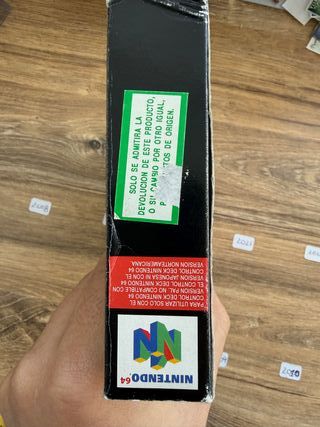 SOLO SE ADMITIRA LA
DEVOLUCION DE ESTE PRODUCTO,
O SU CAMBIO POR OTRO IGUAL,
P TOS DE ORIGEN.
PARA UTILIZAR SOLO CON EL
CONTROL DECK NINTENDO 64
VERSION PAL. NO COMPATIBLE CON
EL CONTROL DECK NINTENDO 64
VERSION JAPONESA NI CON EL
CONTROL DECK NINTENDO 64
VERSION NORTEAMERICANA.
NINTENDO 64
2021